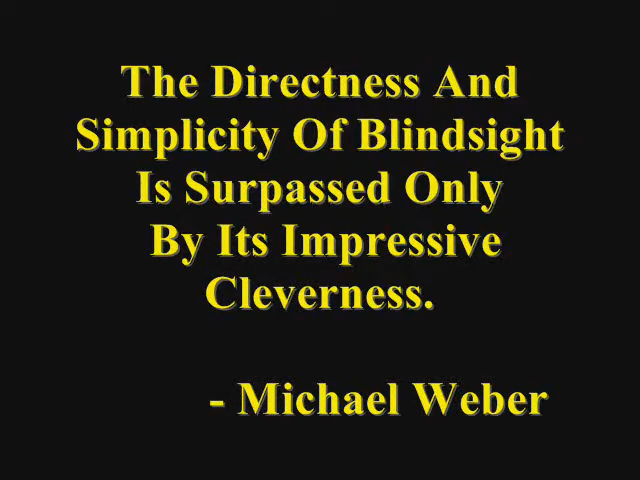 The Directness And
Simplicity Of Blindsight
Is Surpassed Only
By Its Impressive
Cleverness.
- Michael Weber